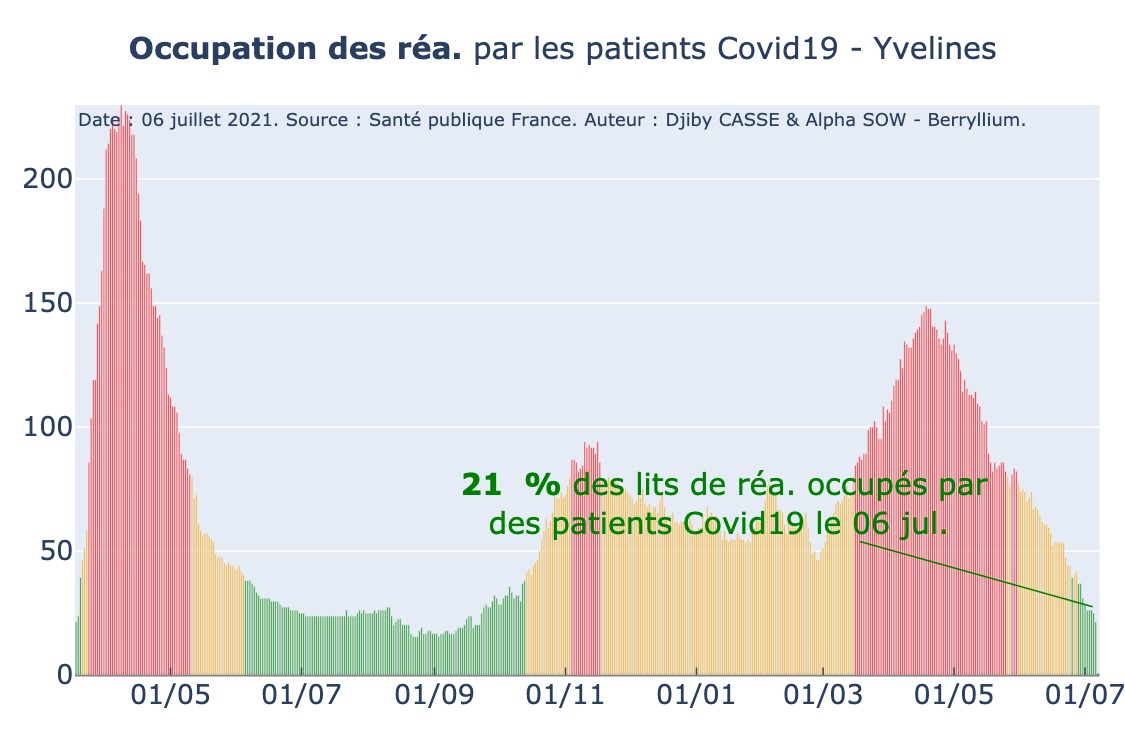 Occupation des réa. par les patients Covid19 - Yvelines
Date : 06 juillet 2021. Source : Santé publique France. Auteur : Djiby CASSE & Alpha SOW - Berryllium.
200
150
100
50
0
21 % des lits de réa. occupés par
des patients Covid19 le 06 jul.
01/05 01/07 01/09 01/11 01/01 01/03 01/05 01/07